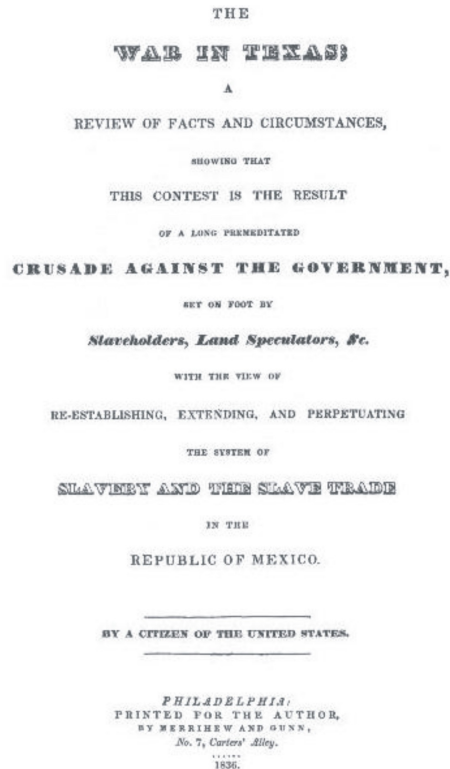 THE
WAR IN TEXAS;
A
REVIEW OF FACTS AND CIRCUMSTANCES,
SHOWING THAT
THIS CONTEST IS THE RESULT
OF A LONG PREMEDITATED
CRUSADE AGAINST THE GOVERNMENT,
SET ON FOOT BY
Slaveholders, Land Speculators, &c.
WITH THE VIEW OF
RE-ESTABLISHING, EXTENDING, AND PERPETUATING
THE SYSTEM OF
SLAVERY AND THE SLAVE TRADE
IN THE
REPUBLIC OF MEXICO.
BY A CITIZEN OF THE UNITED STATES.
PHILADELPHIA:
PRINTED FOR THE AUTHOR,
BY MERRIHEW AND GUNN,
No. 7, Carters' Alley.
......
1836.